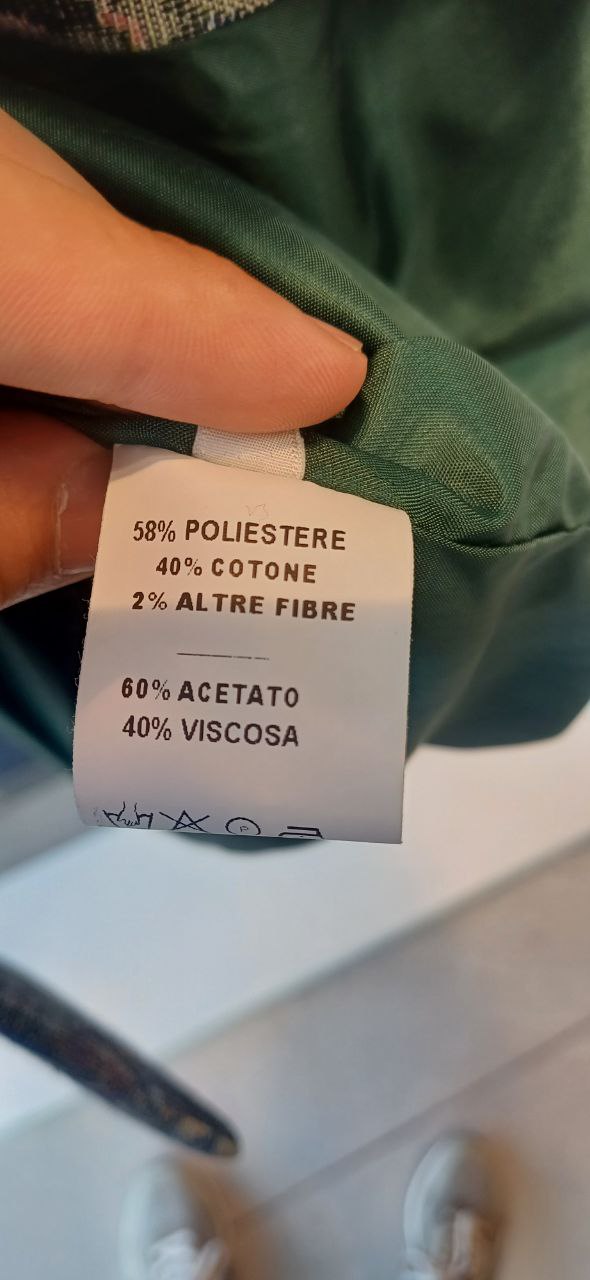 58% POLIESTERE
40% COTONE
2% ALTRE FIBRE
60% ACETATO
40% VISCOSA
P